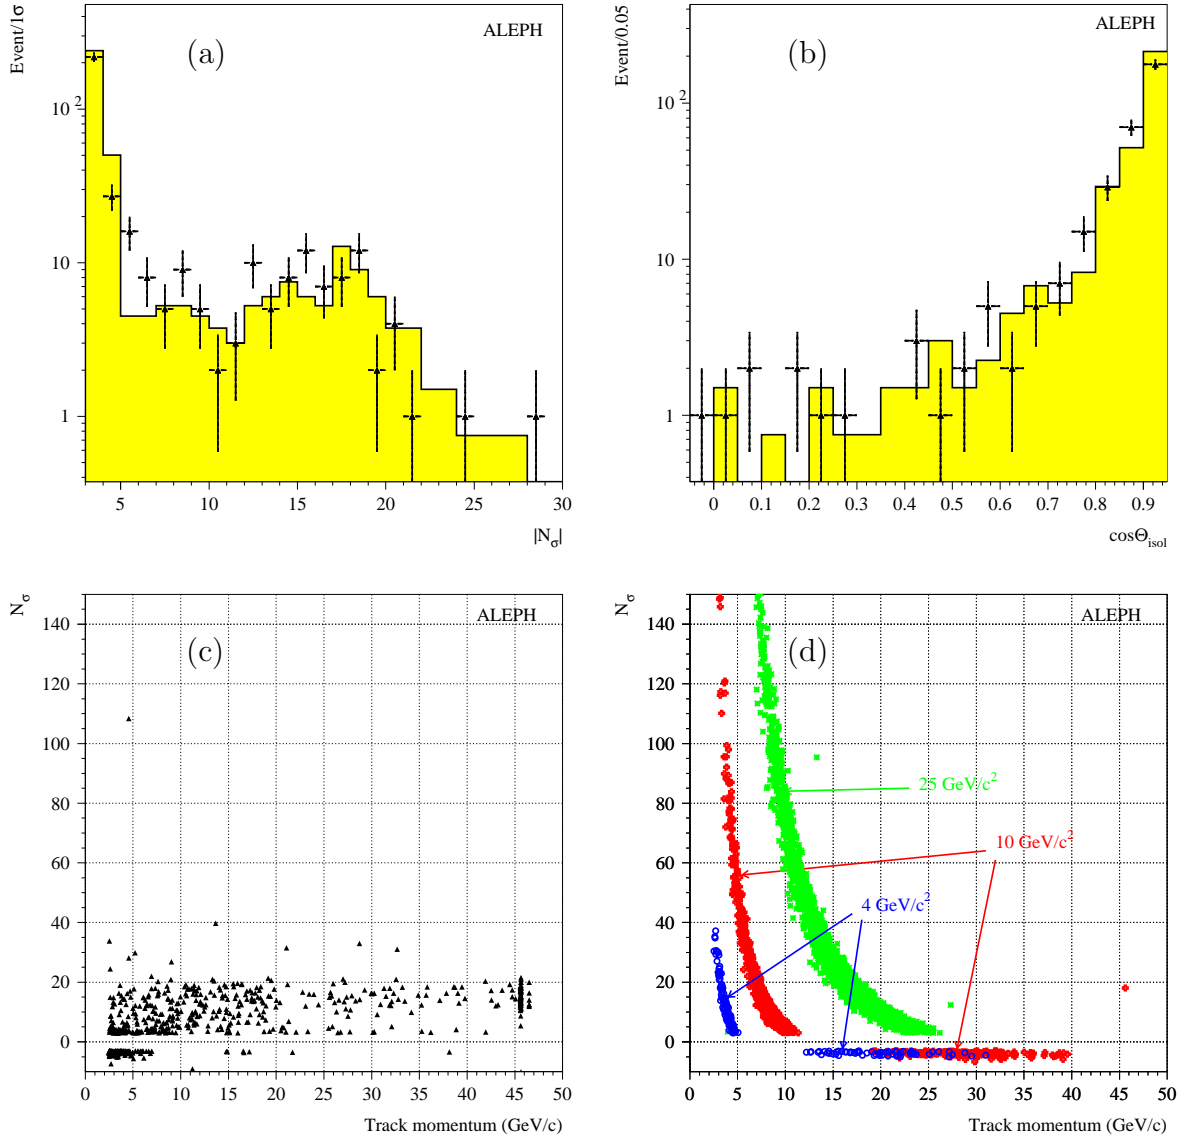 Event/1σ
ALEPH
(a)
10²
10
1
5 10 15 20 25 30
|Nσ|
Event/0.05
ALEPH
(b)
10²
10
1
0 0.1 0.2 0.3 0.4 0.5 0.6 0.7 0.8 0.9
cosΘisol
Nσ
ALEPH
(c)
140
120
100
80
60
40
20
0
0 5 10 15 20 25 30 35 40 45 50
Track momentum (GeV/c)
Nσ
ALEPH
(d)
140
120
100
80
60
40
20
0
25 GeV/c²
10 GeV/c²
4 GeV/c²
0 5 10 15 20 25 30 35 40 45 50
Track momentum (GeV/c)